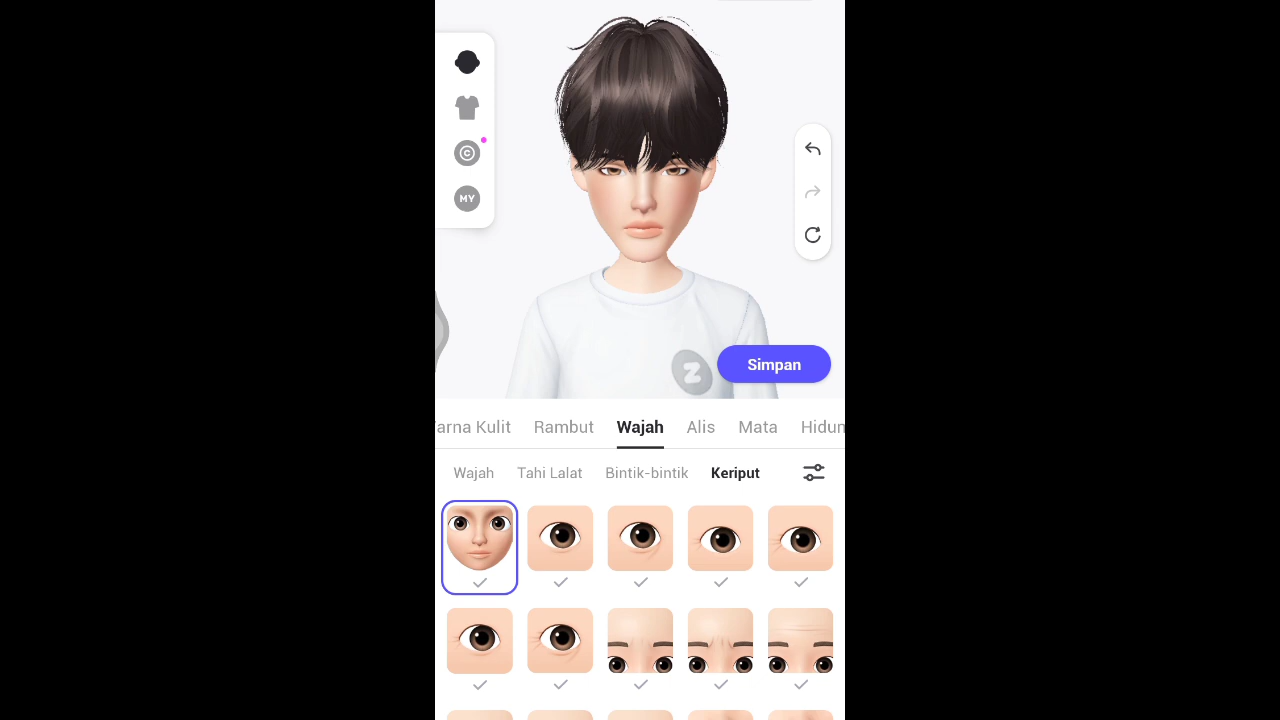 ©
MY
Z
Simpan
arna Kulit Rambut Wajah Alis Mata Hidun
Wajah Tahi Lalat Bintik-bintik Keriput